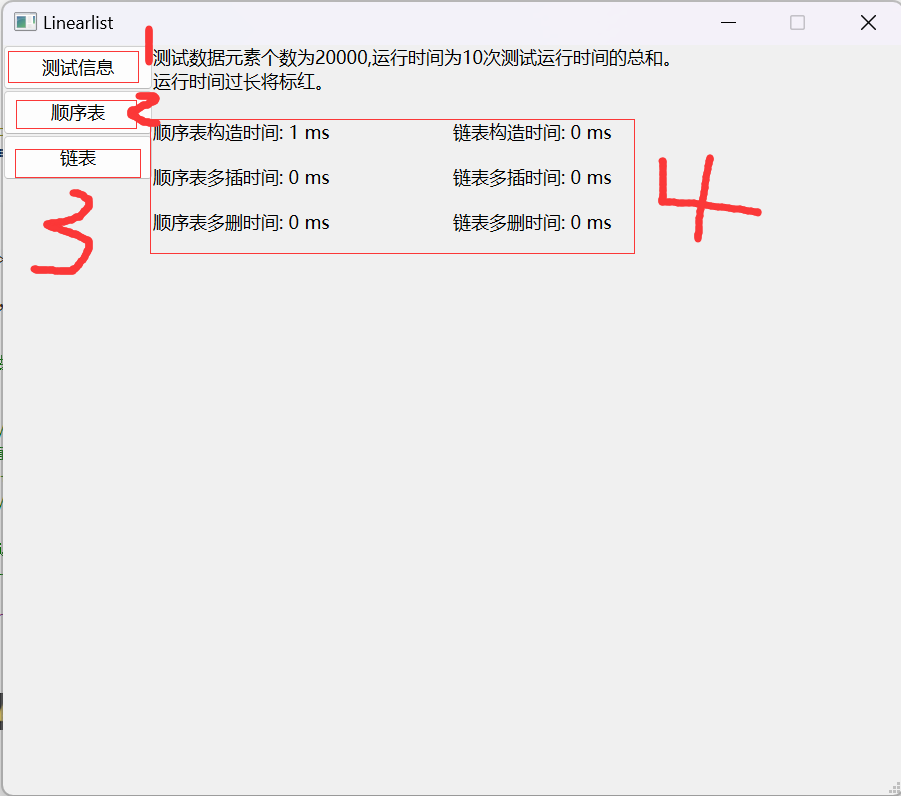 Linearlist
1
测试信息
测试数据元素个数为20000,运行时间为10次测试运行时间的总和。
运行时间过长将标红。
顺序表
2
顺序表构造时间: 1 ms
链表构造时间: 0 ms
链表
顺序表多插时间: 0 ms
链表多插时间: 0 ms
4
3
顺序表多删时间: 0 ms
链表多删时间: 0 ms